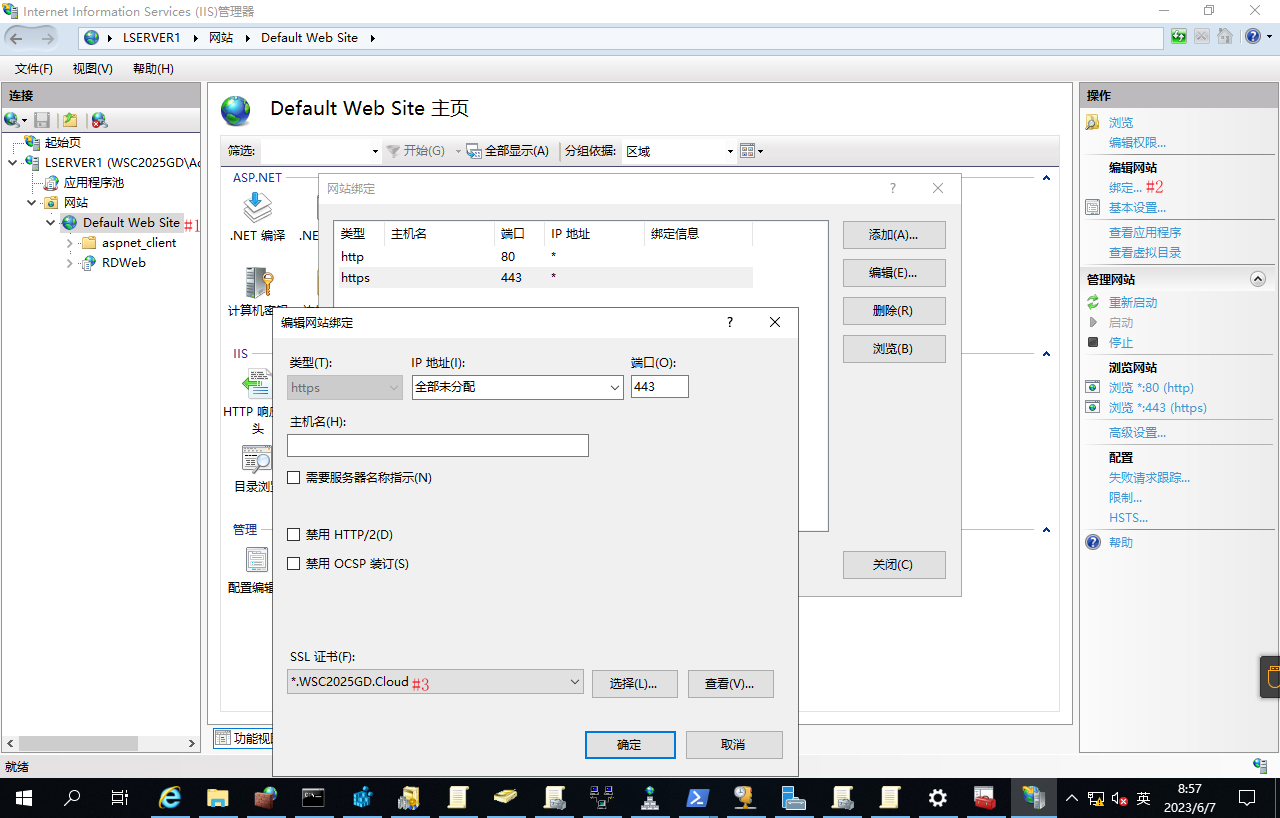 Internet Information Services (IIS)管理器
LSERVER1 网站 Default Web Site
文件(F) 视图(V) 帮助(H)
连接
起始页
LSERVER1 (WSC2025GD\Ac
应用程序池
网站
Default Web Site #1
aspnet_client
RDWeb
Default Web Site 主页
筛选: 开始(G) 全部显示(A) 分组依据: 区域
ASP.NET
.NET 编译 .NE
计算机密钥
IIS
HTTP 响应
头
目录浏览
管理
配置编辑
功能视图
网站绑定 ?
类型 主机名 端口 IP 地址 绑定信息
http 80 *
https 443 *
添加(A)...
编辑(E)...
删除(R)
浏览(B)
关闭(C)
编辑网站绑定 ?
类型(T): IP 地址(I): 端口(O):
https 全部未分配 443
主机名(H):
需要服务器名称指示(N)
禁用 HTTP/2(D)
禁用 OCSP 装订(S)
SSL 证书(F):
*.WSC2025GD.Cloud #3 选择(L)... 查看(V)...
确定 取消
操作
浏览
编辑权限...
编辑网站
绑定... #2
基本设置...
查看应用程序
查看虚拟目录
管理网站
重新启动
启动
停止
浏览网站
浏览 *:80 (http)
浏览 *:443 (https)
高级设置...
配置
失败请求跟踪...
限制...
HSTS...
帮助
就绪
英 8:57
2023/6/7